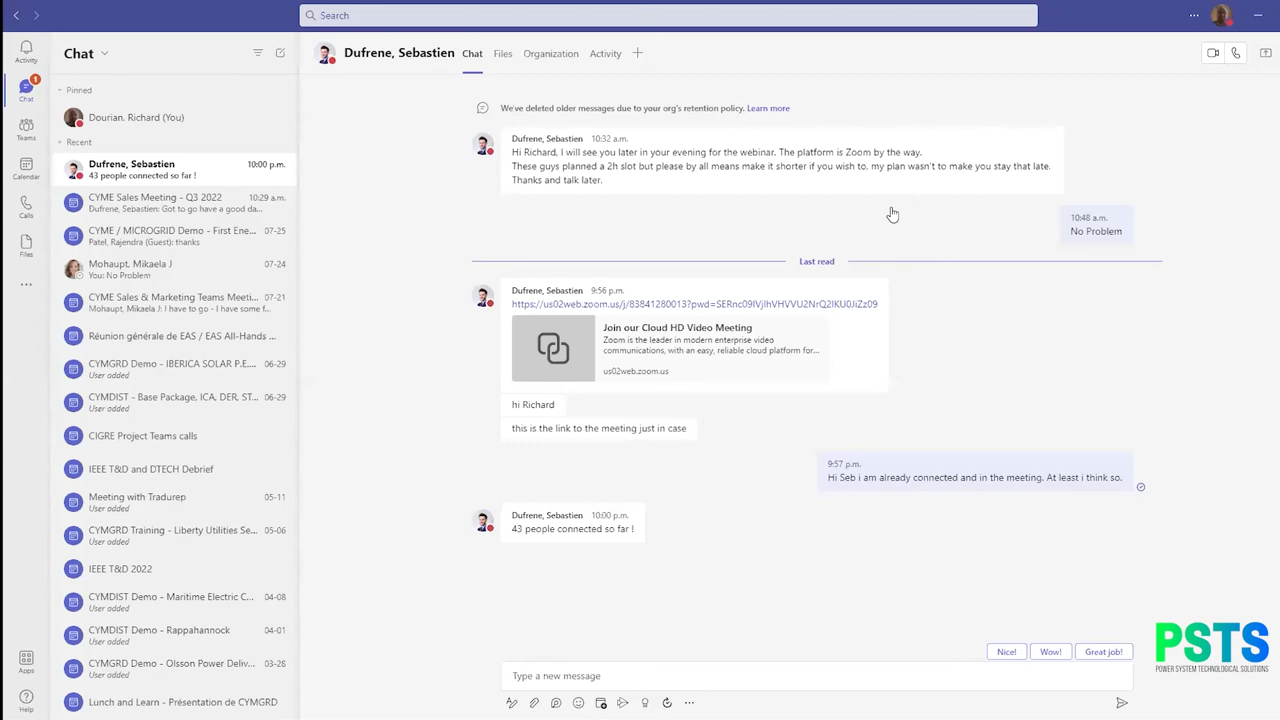 Search
Activity
Chat
1
Teams
Calendar
Calls
Files
Apps
Help
Chat
Pinned
Dourian, Richard (You)
Recent
Dufrene, Sebastien 10:00 p.m.
43 people connected so far !
CYME Sales Meeting - Q3 2022 10:29 a.m.
Dufrene, Sebastien: Got to go have a good da...
CYME / MICROGRID Demo - First Ene... 07-25
Patel, Rajendra (Guest): thanks
Mohaupt, Mikaela J 07-24
You: No Problem
CYME Sales & Marketing Teams Meeti... 07-21
Mohaupt, Mikaela J: I have to go - I have some f...
Réunion générale de EAS / EAS All-Hands ...
CYMGRD Demo - IBERICA SOLAR P.E.... 06-29
User added
CYMDIST - Base Package, ICA, DER, ST... 06-29
User added
CIGRE Project Teams calls
IEEE T&D and DTECH Debrief
Meeting with Tradurep 05-11
User added
CYMGRD Training - Liberty Utilities Se... 05-06
User added
IEEE T&D 2022
CYMDIST Demo - Maritime Electric C... 04-08
User added
CYMDIST Demo - Rappahannock 04-01
User added
CYMGRD Demo - Olsson Power Deliv... 03-28
User added
Lunch and Learn - Présentation de CYMGRD
Dufrene, Sebastien Chat Files Organization Activity
We've deleted older messages due to your org's retention policy. Learn more
Dufrene, Sebastien 10:32 a.m.
Hi Richard, I will see you later in your evening for the webinar. The platform is Zoom by the way.
These guys planned a 2h slot but please by all means make it shorter if you wish to, my plan wasn't to make you stay that late.
Thanks and talk later.
10:48 a.m.
No Problem
Last read
Dufrene, Sebastien 9:56 p.m.
Join our Cloud HD Video Meeting
Zoom is the leader in modern enterprise video
communications, with an easy, reliable cloud platform for...
us02web.zoom.us
hi Richard
this is the link to the meeting just in case
9:57 p.m.
Hi Seb i am already connected and in the meeting. At least i think so.
Dufrene, Sebastien 10:00 p.m.
43 people connected so far !
Nice! Wow! Great job!
Type a new message
PSTS
POWER SYSTEM TECHNOLOGICAL SOLUTIONS